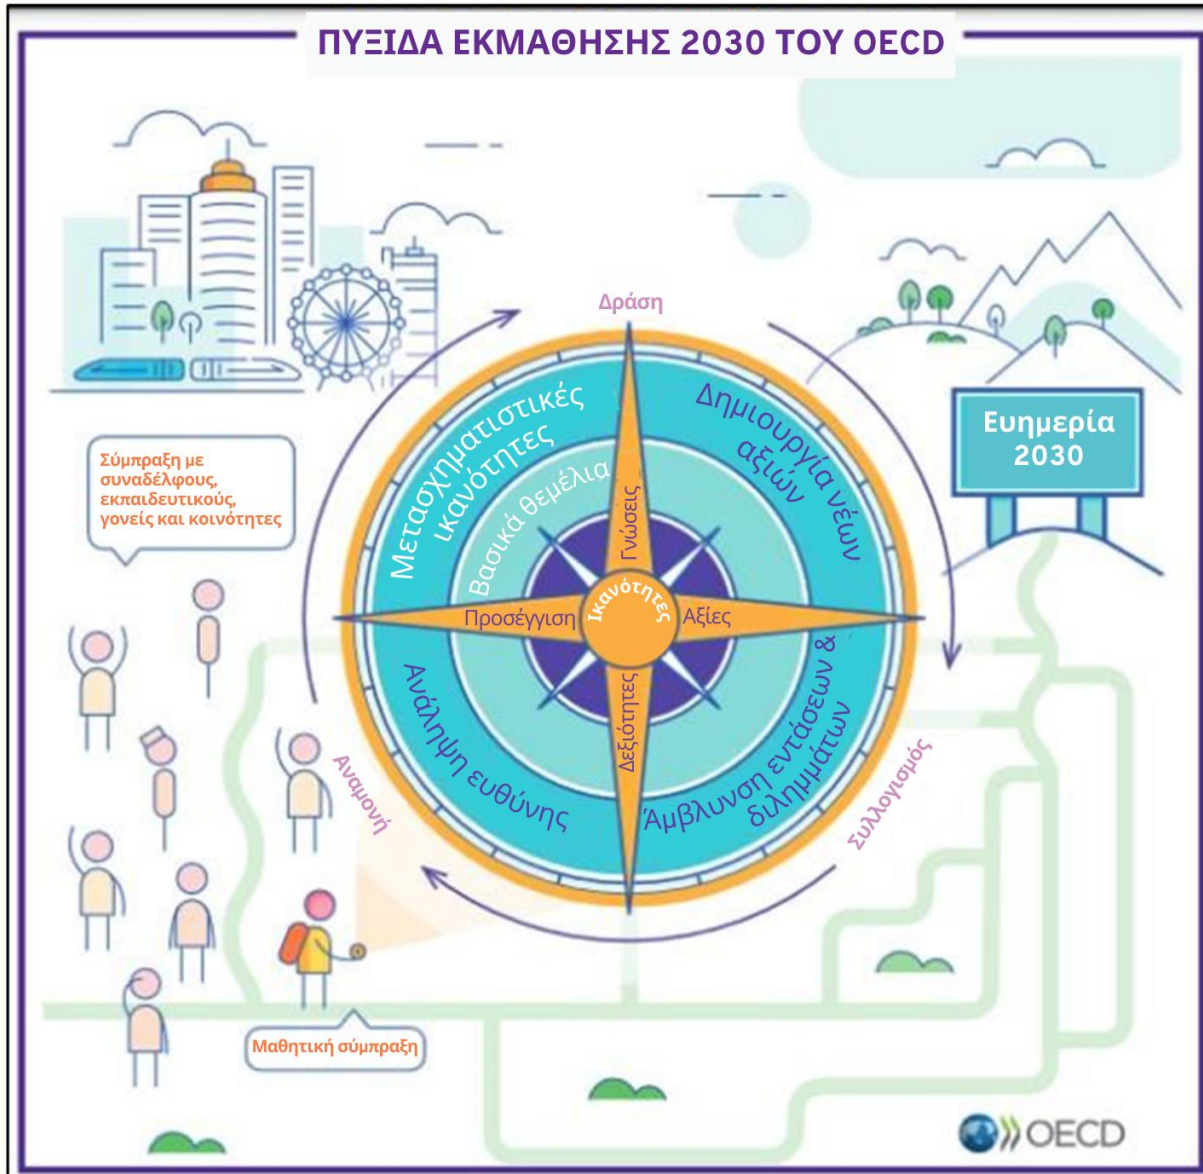 ΠΥΞΙΔΑ ΕΚΜΑΘΗΣΗΣ 2030 ΤΟΥ OECD
Δράση
Μετασχηματιστικές
ικανότητες
Βασικά θεμέλια
Δημιουργία νέων
αξιών
Ευημερία
2030
Σύμπραξη με
συναδέλφους,
εκπαιδευτικούς,
γονείς και κοινότητες
Γνώσεις
Ικανότητες
Προσέγγιση
Αξίες
Δεξιότητες
Ανάληψη ευθύνης
Άμβλυνση εντάσεων &
διλημμάτων
Αναμονή
Συλλογισμός
Μαθητική σύμπραξη
OECD